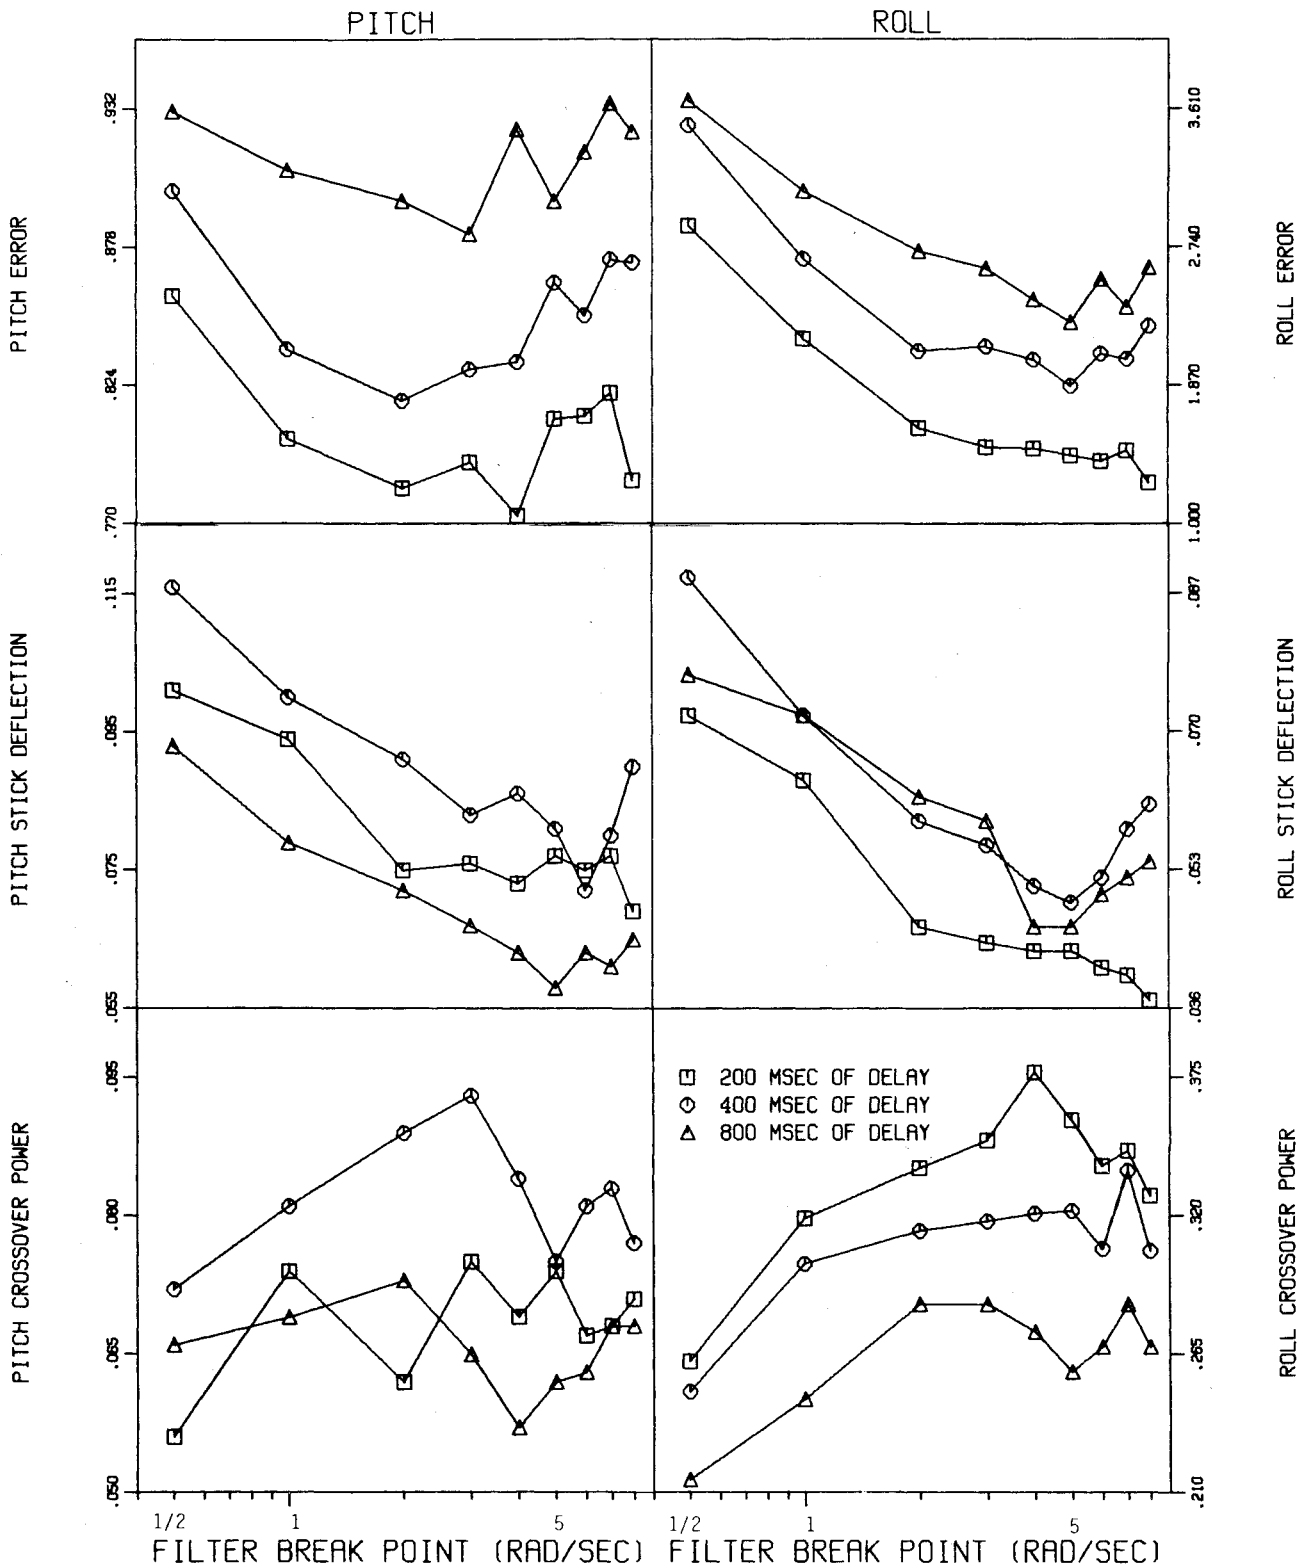 PITCH ROLL
PITCH ERROR
.932
.878
.824
.770
ROLL ERROR
3.610
2.740
1.870
1.000
PITCH STICK DEFLECTION
.115
.095
.075
.055
ROLL STICK DEFLECTION
.087
.070
.053
.036
PITCH CROSSOVER POWER
.095
.080
.065
.050
200 MSEC OF DELAY
400 MSEC OF DELAY
800 MSEC OF DELAY
ROLL CROSSOVER POWER
.375
.320
.265
.210
1/2 1 5 1/2 1 5
FILTER BREAK POINT (RAD/SEC) FILTER BREAK POINT (RAD/SEC)